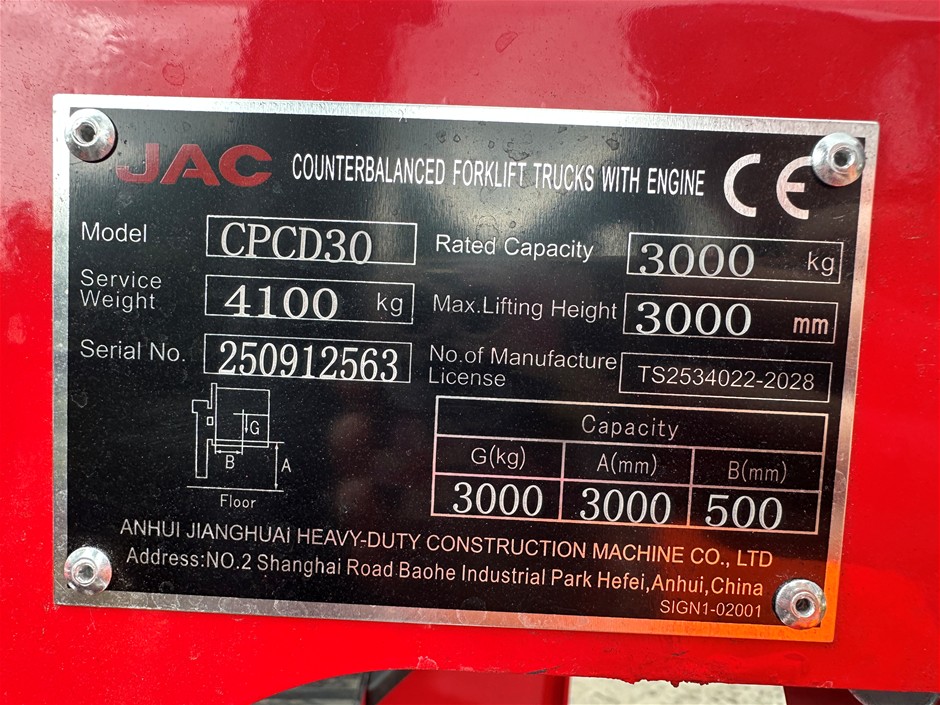 JAC COUNTERBALANCED FORKLIFT TRUCKS WITH ENGINE CE
Model CPCD30 Rated Capacity 3000 kg
Service Weight 4100 kg Max.Lifting Height 3000 mm
Serial No. 250912563 No.of Manufacture License TS2534022-2028
G
B
A
Floor
Capacity
G(kg) A(mm) B(mm)
3000 3000 500
ANHUI JIANGHUAi HEAVY-DUTY CONSTRUCTION MACHINE CO., LTD
Address:NO.2 Shanghai Road Baohe Industrial Park Hefei,Anhui,China
SIGN1-02001